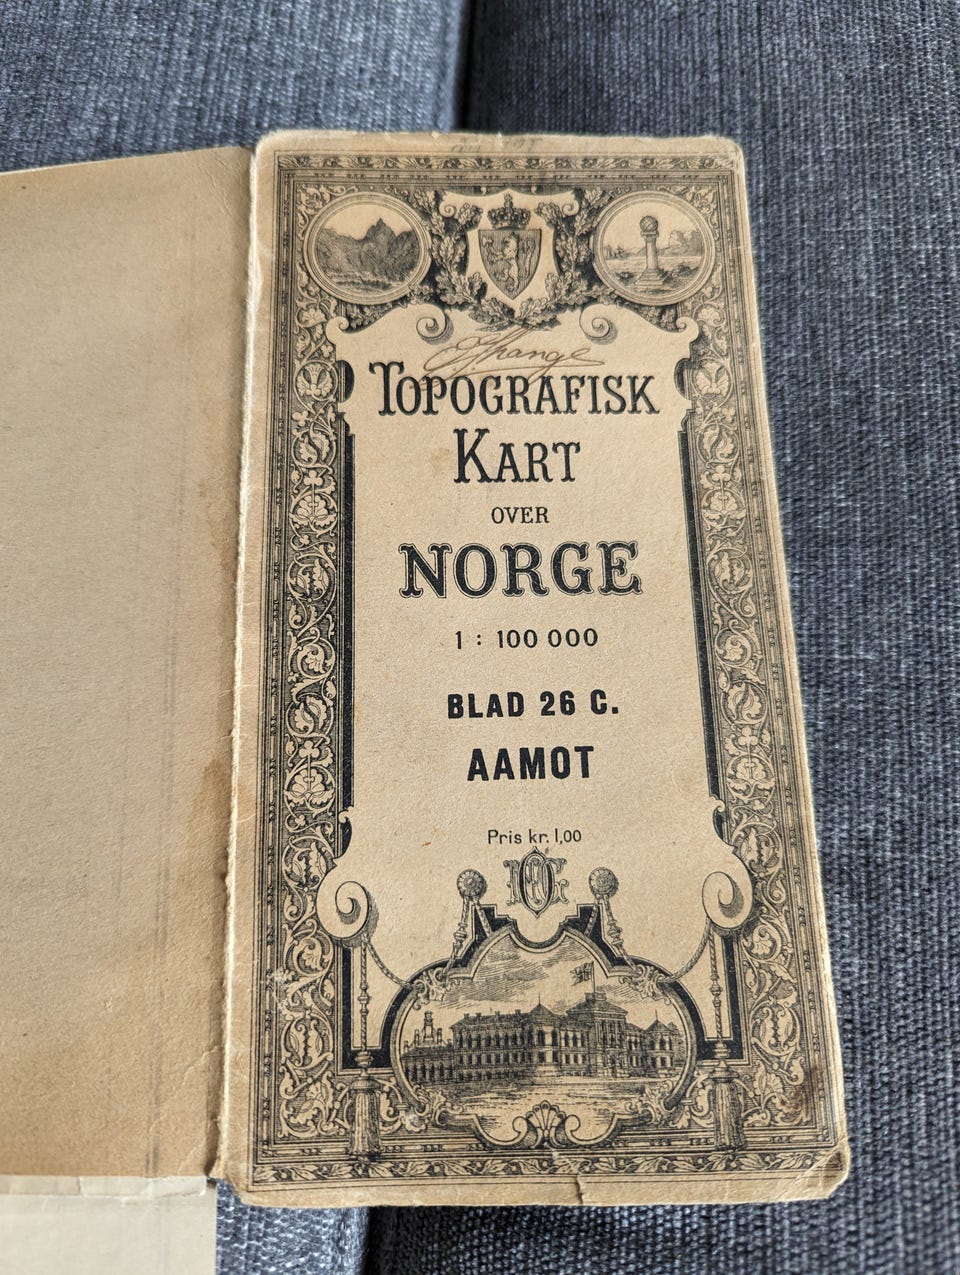 TOPOGRAFISK
KART
OVER
NORGE
1 : 100 000
BLAD 26 C.
AAMOT
Pris kr. 1,00